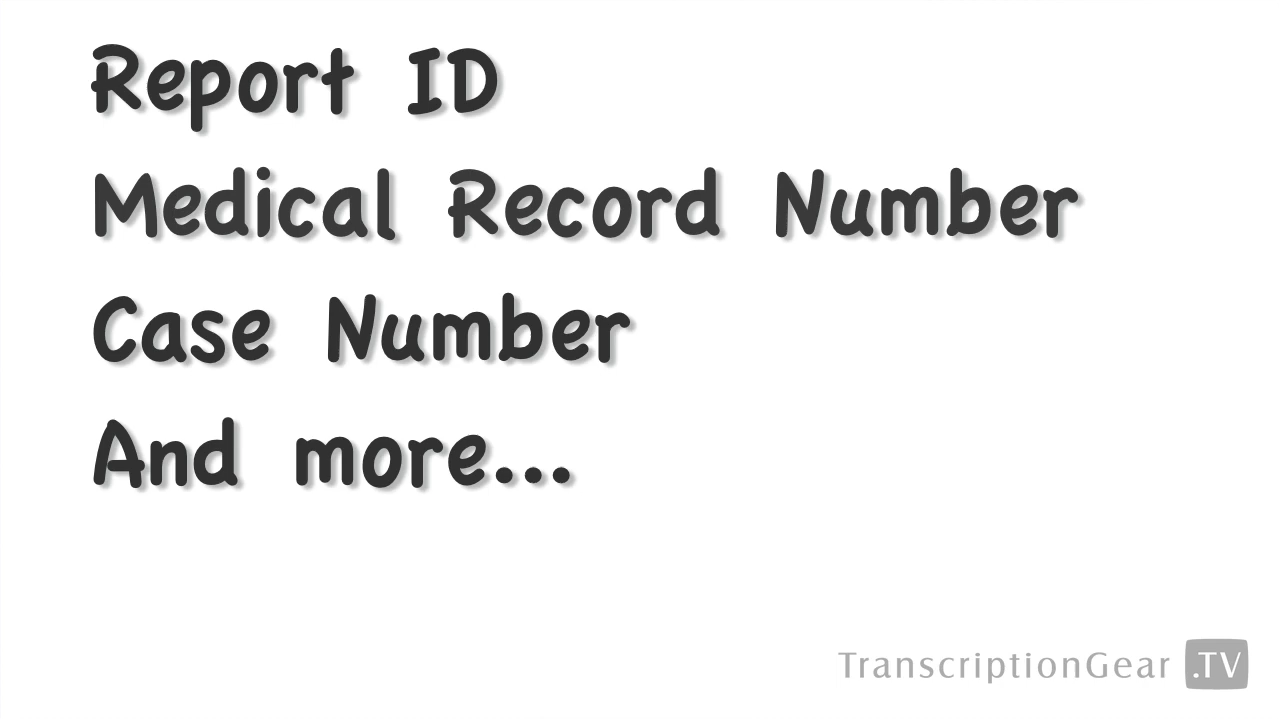 Report ID
Medical Record Number
Case Number
And more...
TranscriptionGear .TV